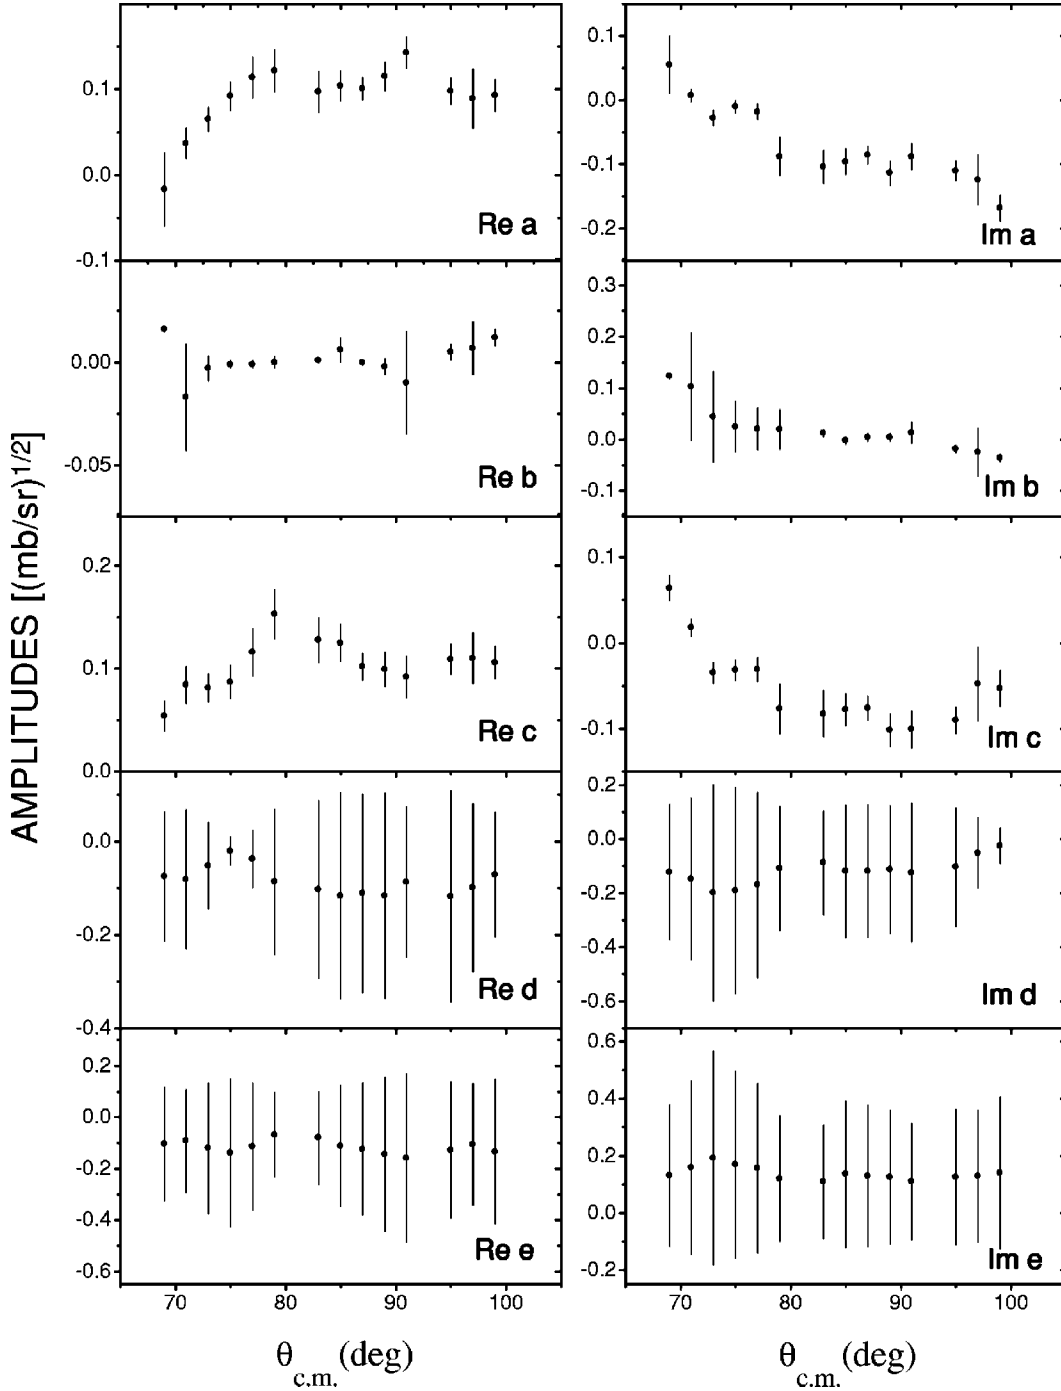 AMPLITUDES [(mb/sr)1/2]
0.1
0.0
-0.1
Re a
0.1
0.0
-0.1
-0.2
Im a
0.00
-0.05
Re b
0.3
0.2
0.1
0.0
-0.1
Im b
0.2
0.1
0.0
Re c
0.1
0.0
-0.1
Im c
0.0
-0.2
-0.4
Re d
0.2
0.0
-0.2
-0.4
-0.6
Im d
0.2
0.0
-0.2
-0.4
-0.6
Re e
0.6
0.4
0.2
0.0
-0.2
Im e
70 80 90 100
70 80 90 100
θc.m. (deg)
θc.m. (deg)